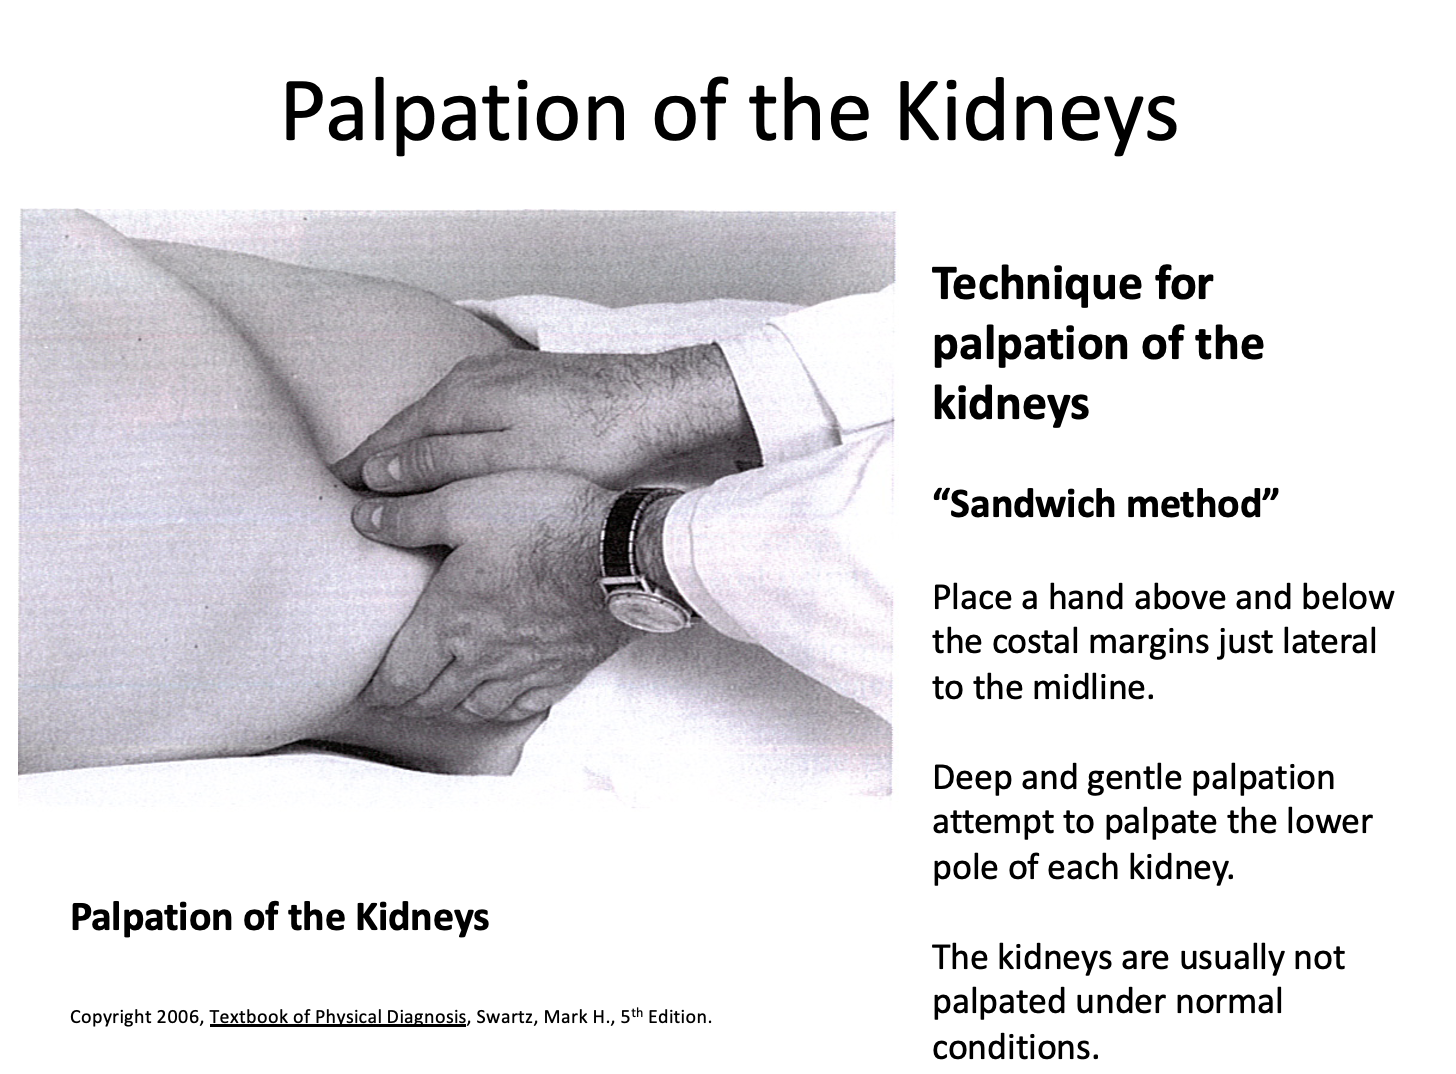 Palpation of the Kidneys
Technique for
palpation of the
kidneys
“Sandwich method”
Place a hand above and below
the costal margins just lateral
to the midline.
Deep and gentle palpation
attempt to palpate the lower
pole of each kidney.
The kidneys are usually not
palpated under normal
conditions.
Palpation of the Kidneys
Copyright 2006, Textbook of Physical Diagnosis, Swartz, Mark H., 5th Edition.